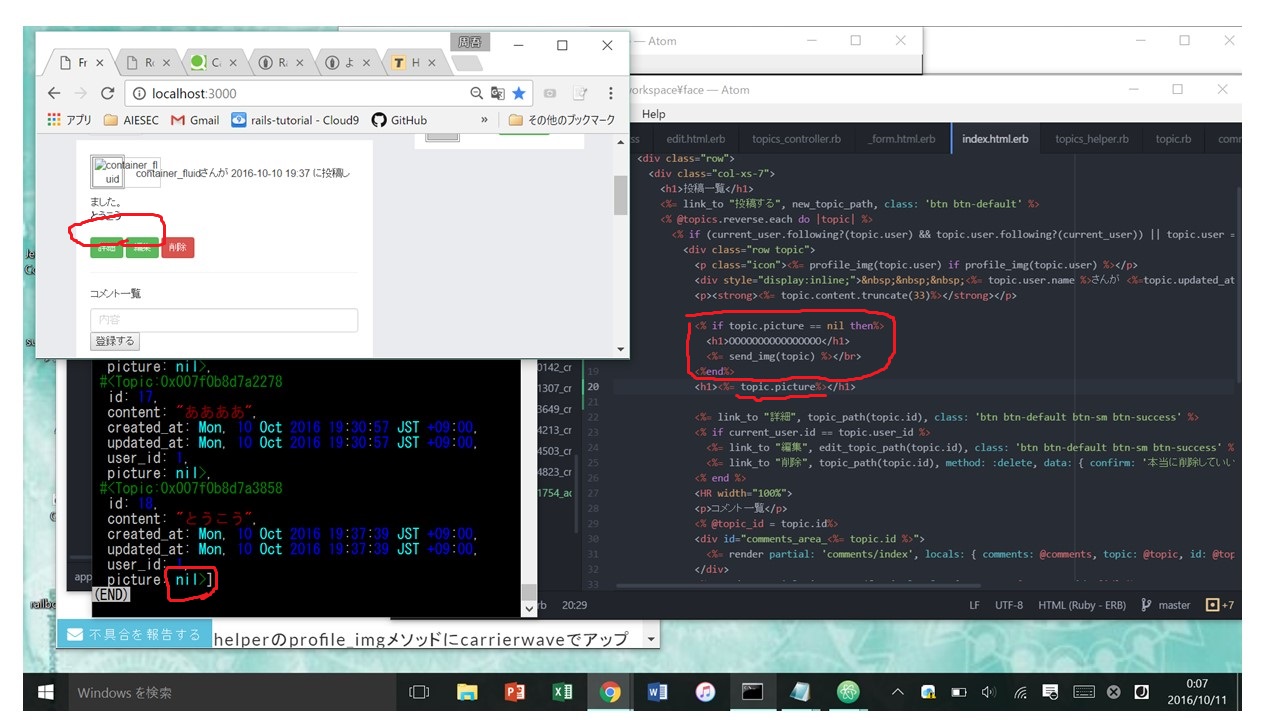 周吾
— Atom
orkspace¥face — Atom
localhost:3000
アプリ AIESEC Gmail rails-tutorial - Cloud9 GitHub » その他のブックマーク
Help
edit.html.erb topics_controller.rb _form.html.erb index.html.erb topics_helper.rb topic.rb
container_fl
uid
container_fluidさんが 2016-10-10 19:37 に投稿し
ました。
とうこう
詳細 編集 削除
コメント一覧
内容
登録する
<div class="row">
<div class="col-xs-7">
<h1>投稿一覧</h1>
<%= link_to "投稿する", new_topic_path, class: 'btn btn-default' %>
<% @topics.reverse.each do |topic| %>
<% if (current_user.following?(topic.user) && topic.user.following?(current_user)) || topic.user =
<div class="row topic">
<p class="icon"><%= profile_img(topic.user) if profile_img(topic.user) %></p>
<div style="display:inline;">&nbsp;&nbsp;&nbsp;<%= topic.user.name %>さんが <%=topic.updated_at
<p><strong><%= topic.content.truncate(33)%></strong></p>
<% if topic.picture == nil then%>
<%= send_img(topic) %></br>
19 <%end%>
20 <h1><%= topic.picture%></h1>
21
22 <%= link_to "詳細", topic_path(topic.id), class: 'btn btn-default btn-sm btn-success' %>
23 <% if current_user.id == topic.user_id %>
24 <%= link_to "編集", edit_topic_path(topic.id), class: 'btn btn-default btn-sm btn-success' %
25 <%= link_to "削除", topic_path(topic.id), method: :delete, data: { confirm: '本当に削除してい
26 <% end %>
27 <HR width="100%">
28 <p>コメント一覧</p>
29 <% @topic_id = topic.id%>
30 <div id="comments_area_<%= topic.id %>">
31 <%= render partial: 'comments/index', locals: { comments: @comments, topic: @topic, id: @top
32 </div>
33
picture: nil>,
#<Topic:0x007f0b8d7a2278
id: 17,
content: "ああああ",
created_at: Mon, 10 Oct 2016 19:30:57 JST +09:00,
updated_at: Mon, 10 Oct 2016 19:30:57 JST +09:00,
user_id: 1,
picture: nil>,
#<Topic:0x007f0b8d7a3858
id: 18,
content: "とうこう",
created_at: Mon, 10 Oct 2016 19:37:39 JST +09:00,
updated_at: Mon, 10 Oct 2016 19:37:39 JST +09:00,
user_id: 1,
picture: nil>]
(END)
0142_cr
1307_cr
3649_cr
4213_cr
4503_cr
4823_cr
1754_ac
app
20:29
LF UTF-8 HTML (Ruby - ERB) master +7
不具合を報告する
helperのprofile_imgメソッドにcarrierwaveでアップ
Windows を検索
0:07
2016/10/11